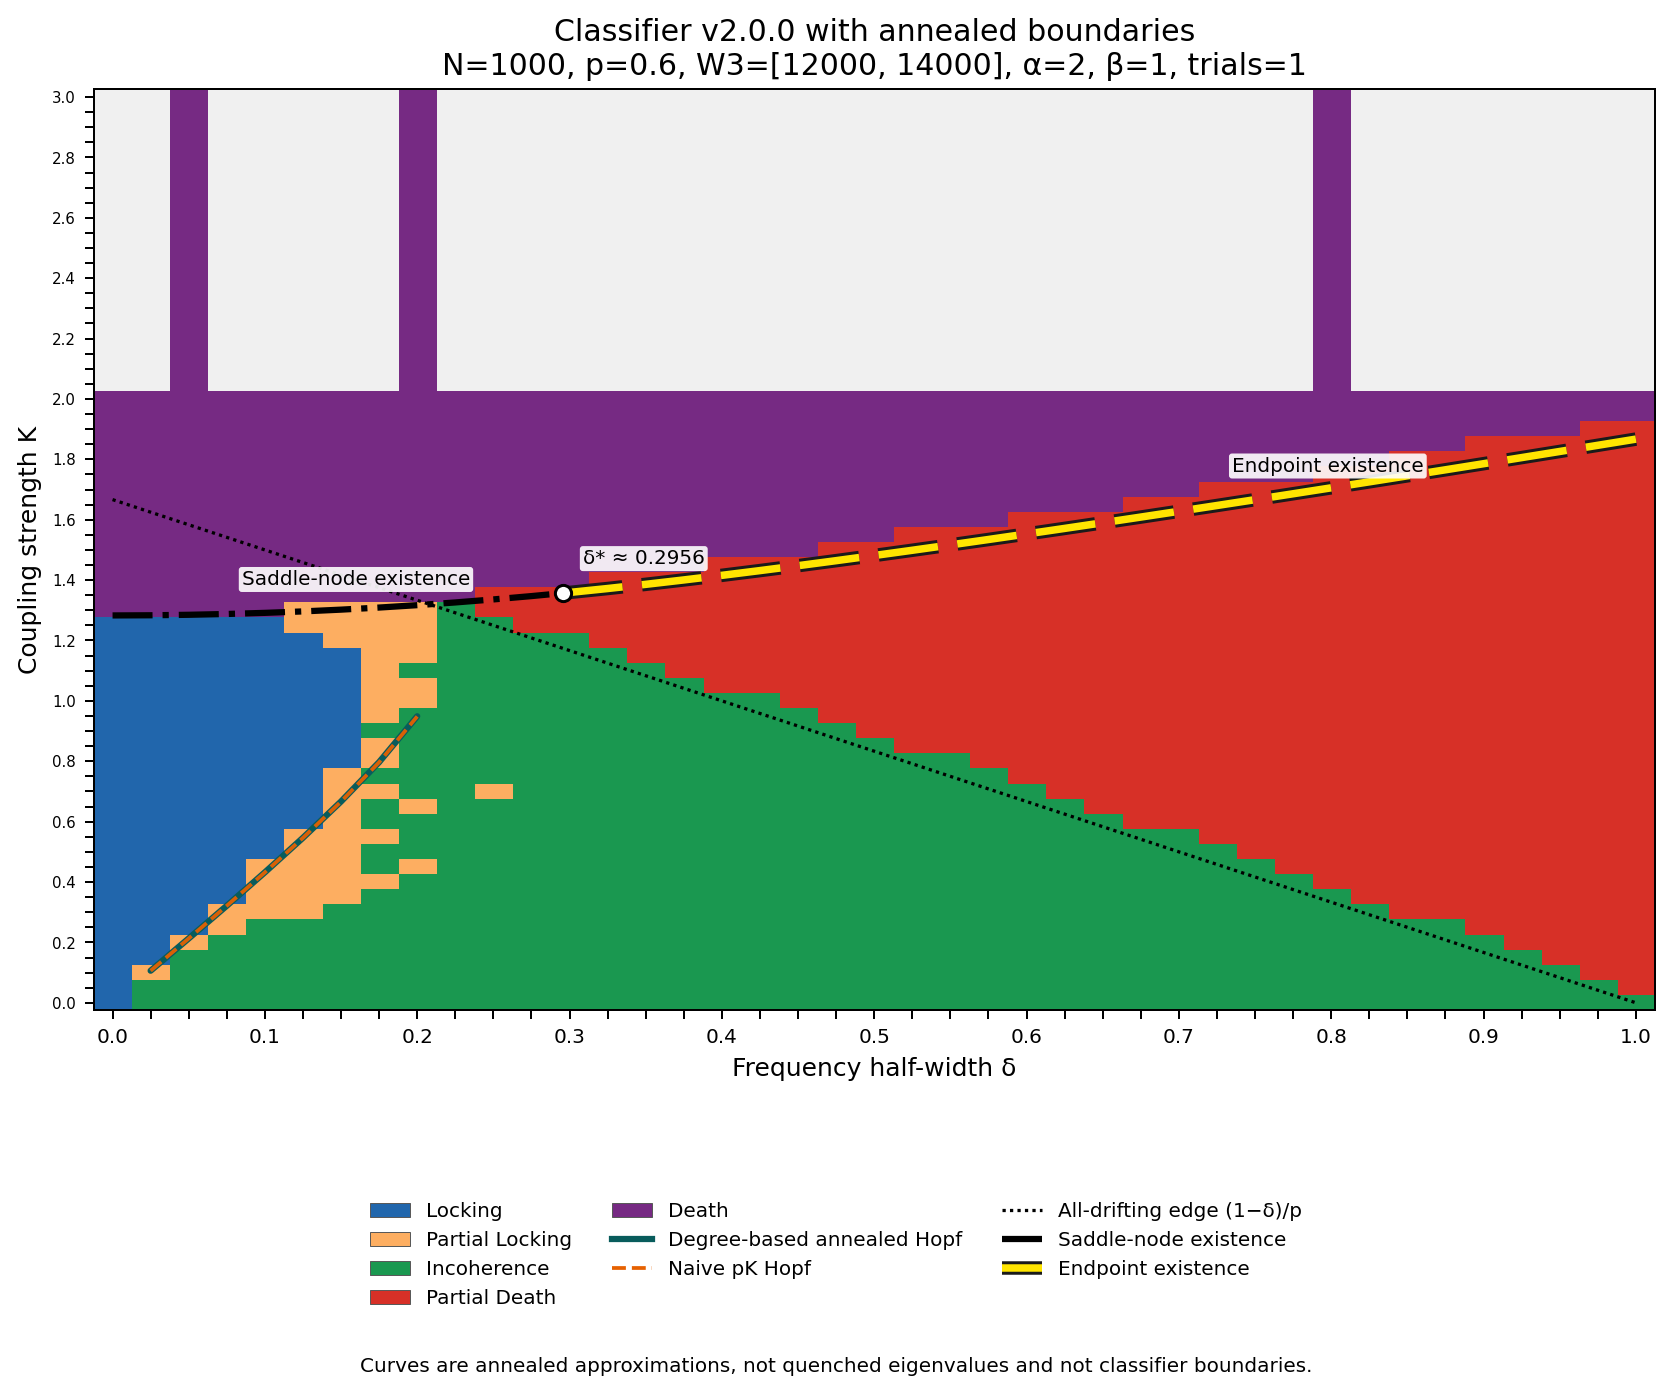 Classifier v2.0.0 with annealed boundaries
N=1000, p=0.6, W3=[12000, 14000], α=2, β=1, trials=1
Coupling strength K
3.0
2.8
2.6
2.4
2.2
2.0
1.8
1.6
1.4
1.2
1.0
0.8
0.6
0.4
0.2
0.0
Endpoint existence
δ* ≈ 0.2956
Saddle-node existence
0.0 0.1 0.2 0.3 0.4 0.5 0.6 0.7 0.8 0.9 1.0
Frequency half-width δ
Locking
Partial Locking
Incoherence
Partial Death
Death
Degree-based annealed Hopf
Naive pK Hopf
All-drifting edge (1−δ)/p
Saddle-node existence
Endpoint existence
Curves are annealed approximations, not quenched eigenvalues and not classifier boundaries.